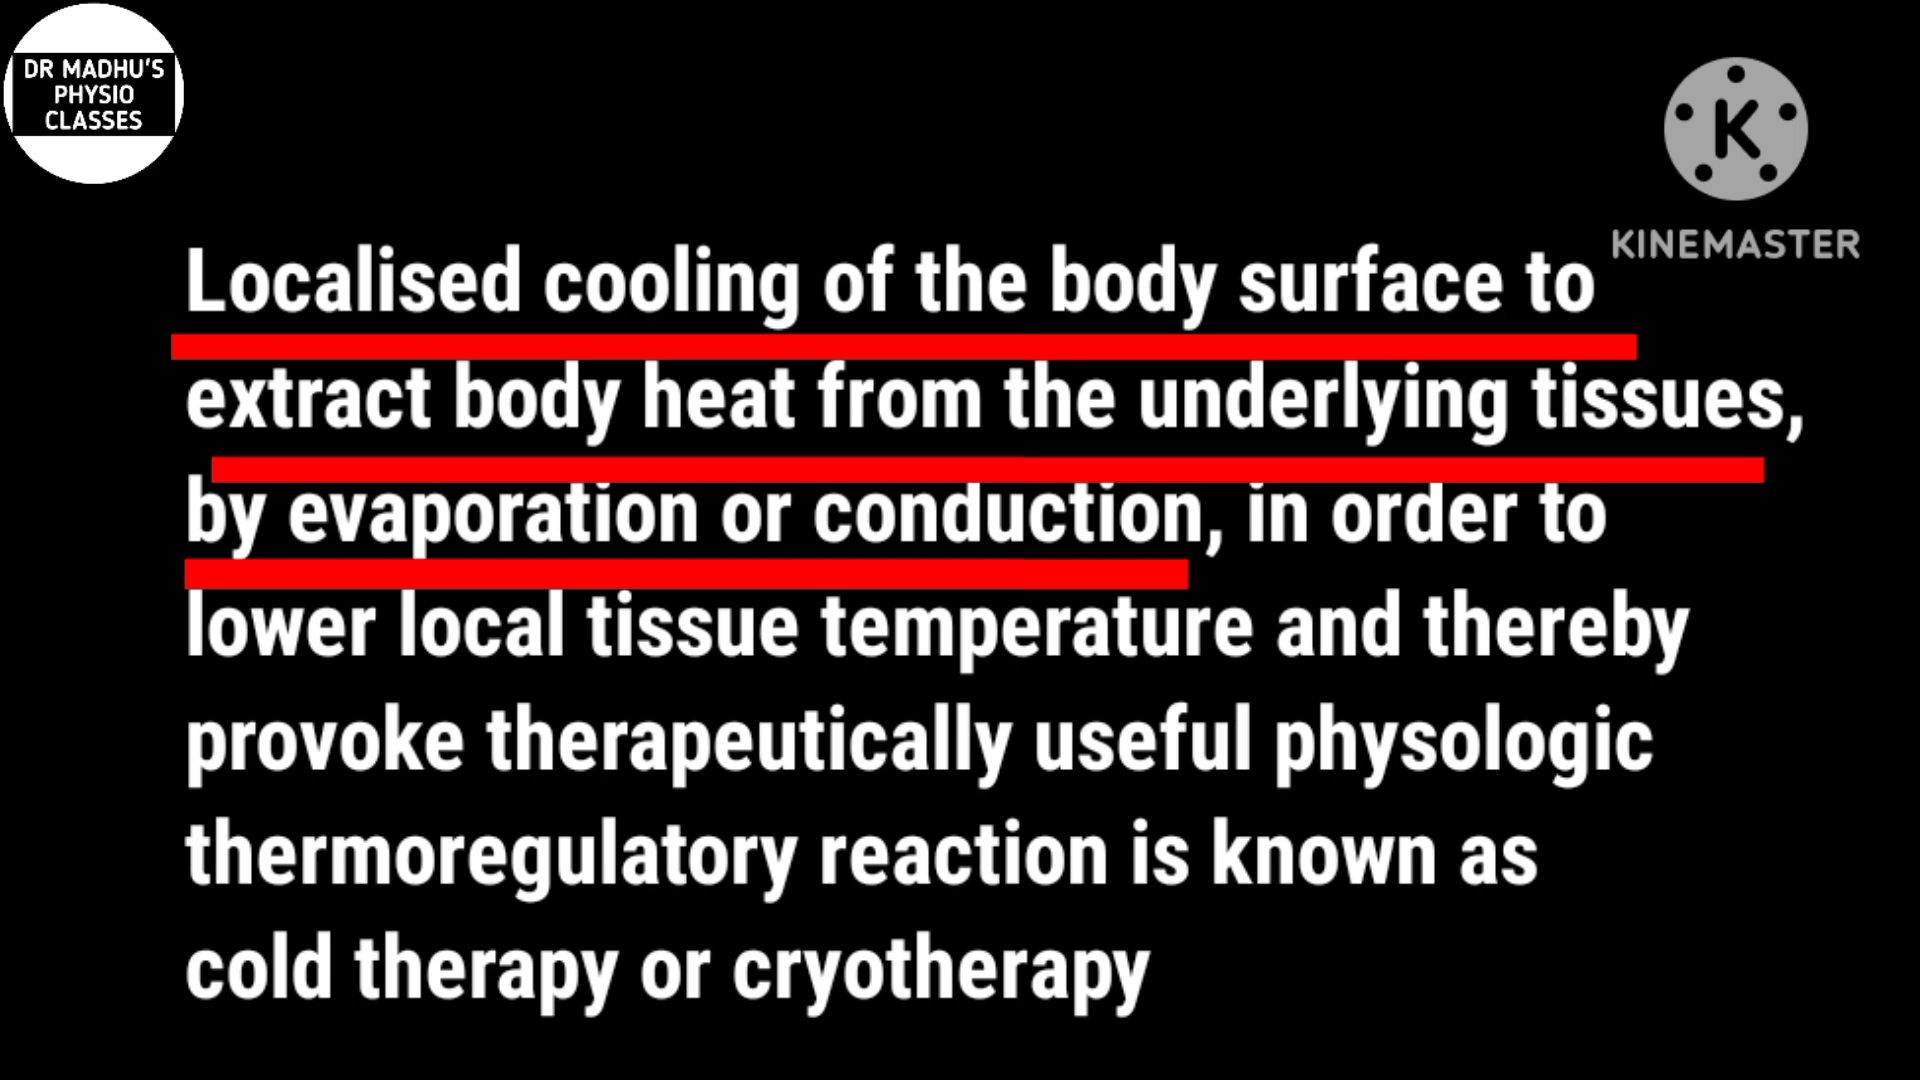 DR MADHU'S
PHYSIO
CLASSES
KINEMASTER
Localised cooling of the body surface to
extract body heat from the underlying tissues,
by evaporation or conduction, in order to
lower local tissue temperature and thereby
provoke therapeutically useful physologic
thermoregulatory reaction is known as
cold therapy or cryotherapy